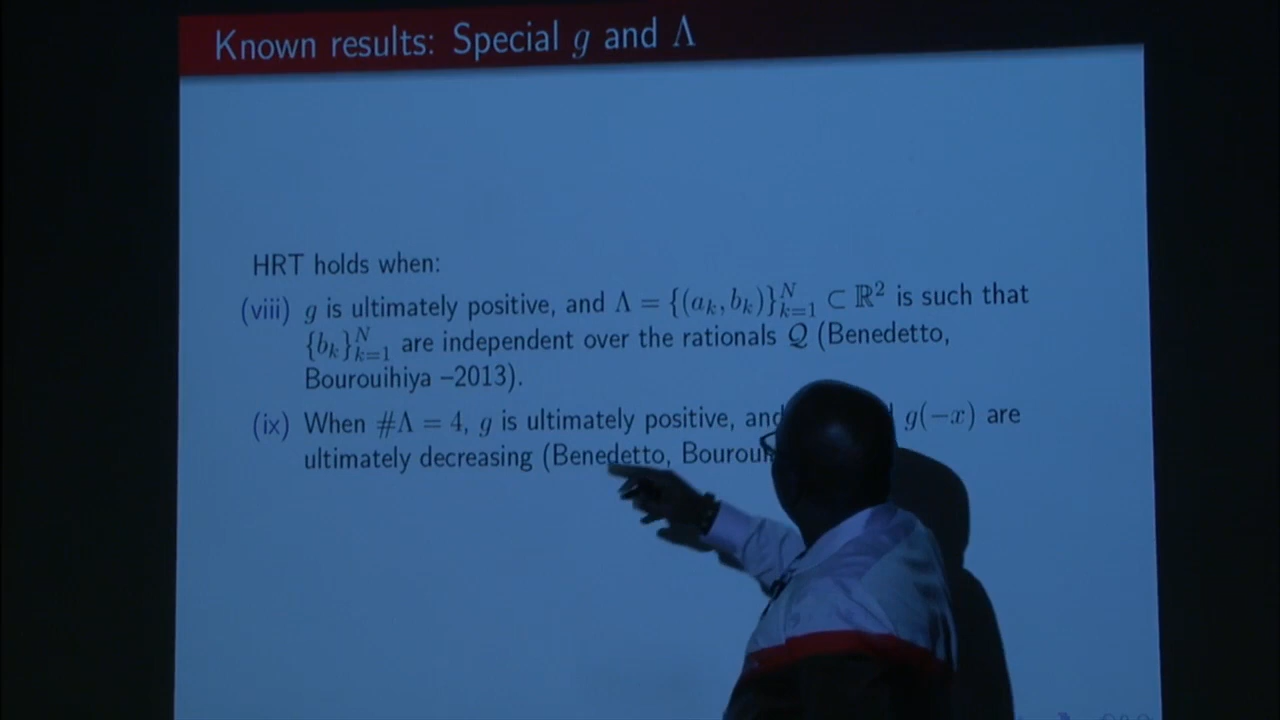 Known results: Special g and Λ
HRT holds when:
(viii) g is ultimately positive, and Λ = {(a_k, b_k)}_{k=1}^N ⊂ ℝ² is such that
{b_k}_{k=1}^N are independent over the rationals Q (Benedetto,
Bourouihiya –2013).
(ix) When #Λ = 4, g is ultimately positive, and g(−x) are
ultimately decreasing (Benedetto,